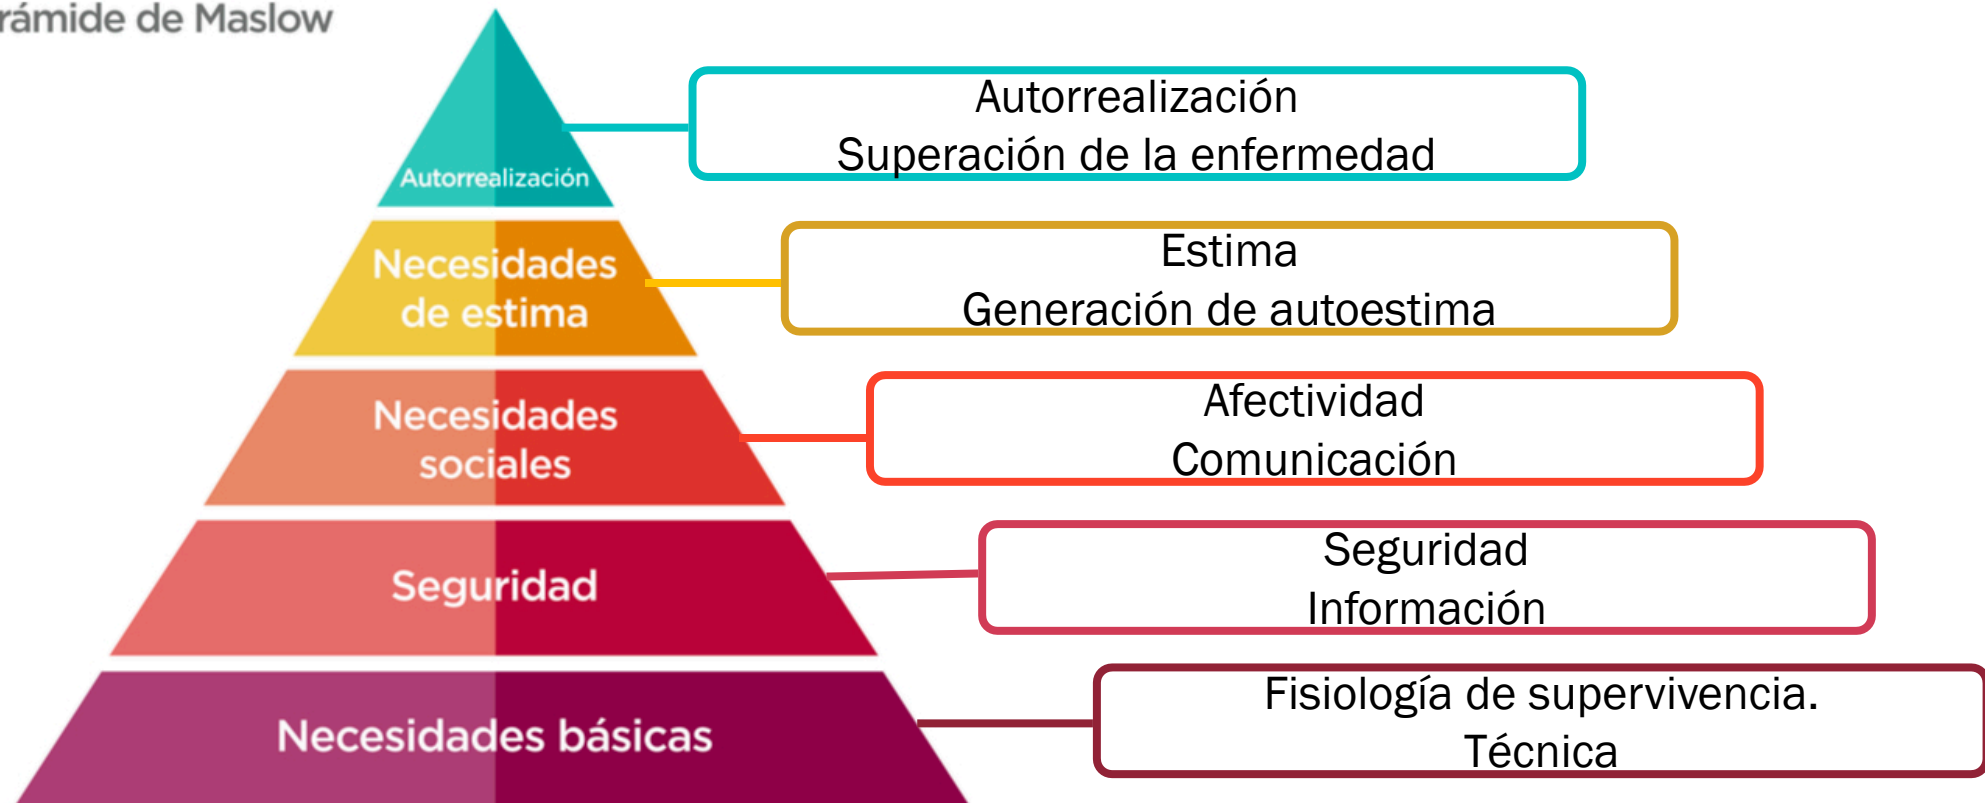 rámide de Maslow
Autorrealización
Superación de la enfermedad
Autorrealización
Estima
Generación de autoestima
Necesidades
de estima
Afectividad
Comunicación
Necesidades
sociales
Seguridad
Información
Seguridad
Fisiología de supervivencia.
Técnica
Necesidades básicas